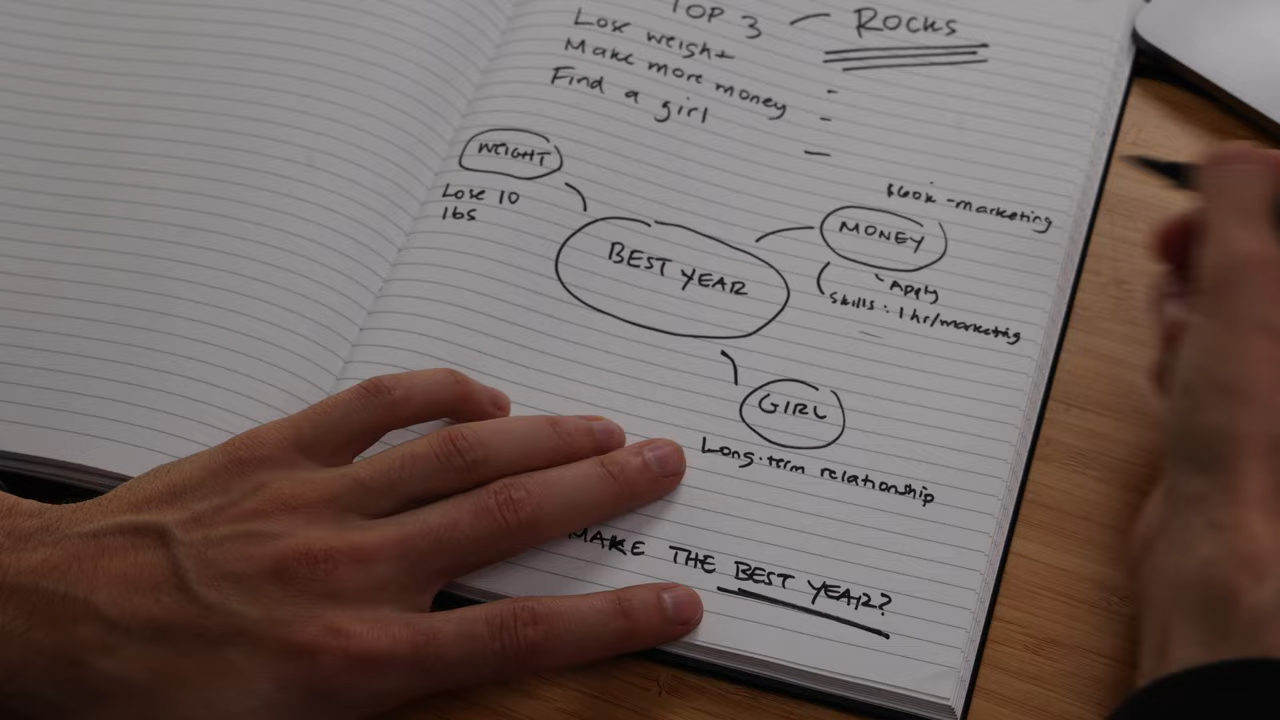 TOP 3 — ROCKS
Lose weight
Make more money
Find a girl
-
-
—
WEIGHT
Lose 10
lbs
BEST YEAR
$60k - marketing
MONEY
Apply
Skills: 1 hr/marketing
GIRL
Long-term relationship
MAKE THE BEST YEAR?